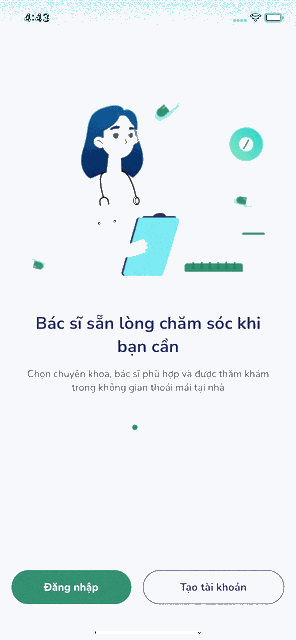 4:43
Bác sĩ sẵn lòng chăm sóc khi
bạn cần
Chọn chuyên khoa, bác sĩ phù hợp và được thăm khám
trong không gian thoải mái tại nhà
Đăng nhập
Tạo tài khoản